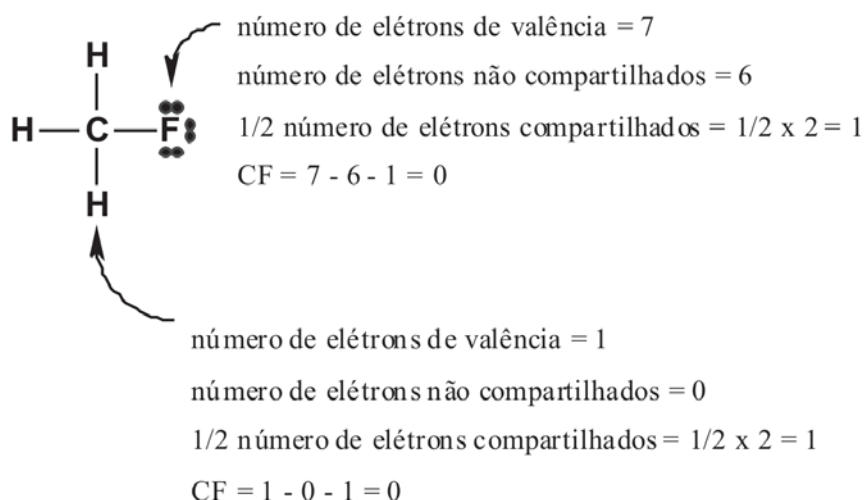 número de elétrons de valência = 7
H
número de elétrons não compartilhados = 6
H C F
1/2 número de elétrons compartilhados = 1/2 x 2 = 1
CF = 7 - 6 - 1 = 0
H
número de elétrons de valência = 1
número de elétrons não compartilhados = 0
1/2 número de elétrons compartilhados = 1/2 x 2 = 1
CF = 1 - 0 - 1 = 0